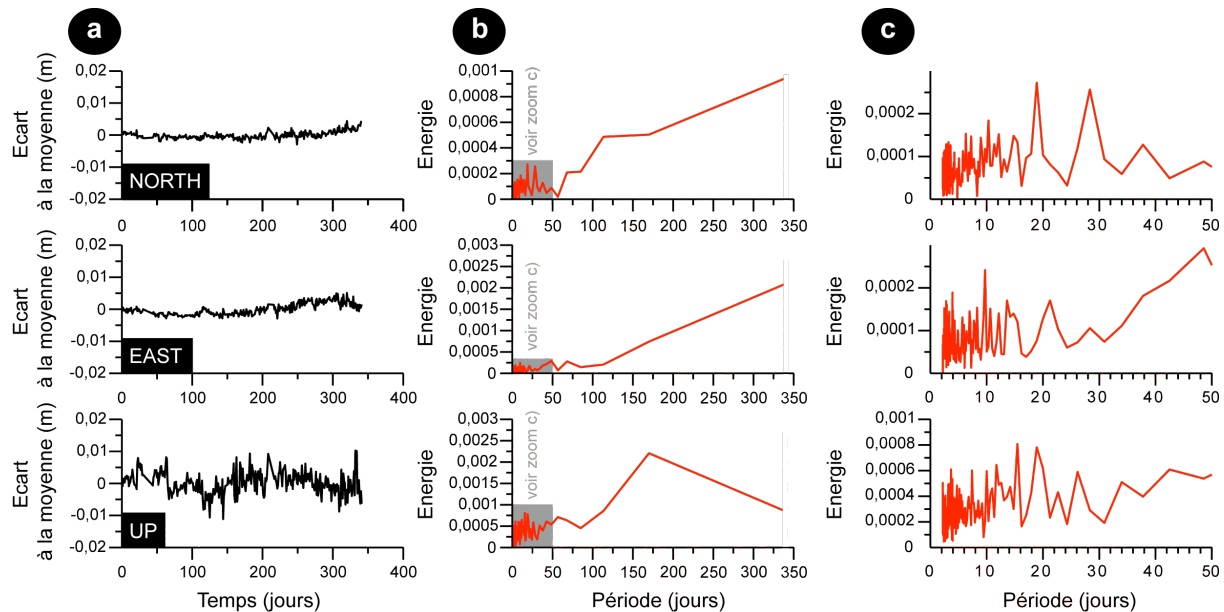 a
b
c
Ecart
à la moyenne (m)
0,02
0,01
0
-0,01
-0,02
NORTH
0 100 200 300 400
Energie
0,001
0,0008
0,0006
0,0004
0,0002
0
voir zoom c)
0 50 100 150 200 250 300 350
Energie
0,0002
0,0001
0
0 10 20 30 40 50
Ecart
à la moyenne (m)
0,02
0,01
0
-0,01
-0,02
EAST
0 100 200 300 400
Energie
0,003
0,0025
0,002
0,0015
0,001
0,0005
0
voir zoom c)
0 50 100 150 200 250 300 350
Energie
0,0002
0,0001
0
0 10 20 30 40 50
Ecart
à la moyenne (m)
0,02
0,01
0
-0,01
-0,02
UP
0 100 200 300 400
Temps (jours)
Energie
0,003
0,0025
0,002
0,0015
0,001
0,0005
0
voir zoom c)
0 50 100 150 200 250 300 350
Période (jours)
Energie
0,001
0,0008
0,0006
0,0004
0,0002
0
0 10 20 30 40 50
Période (jours)